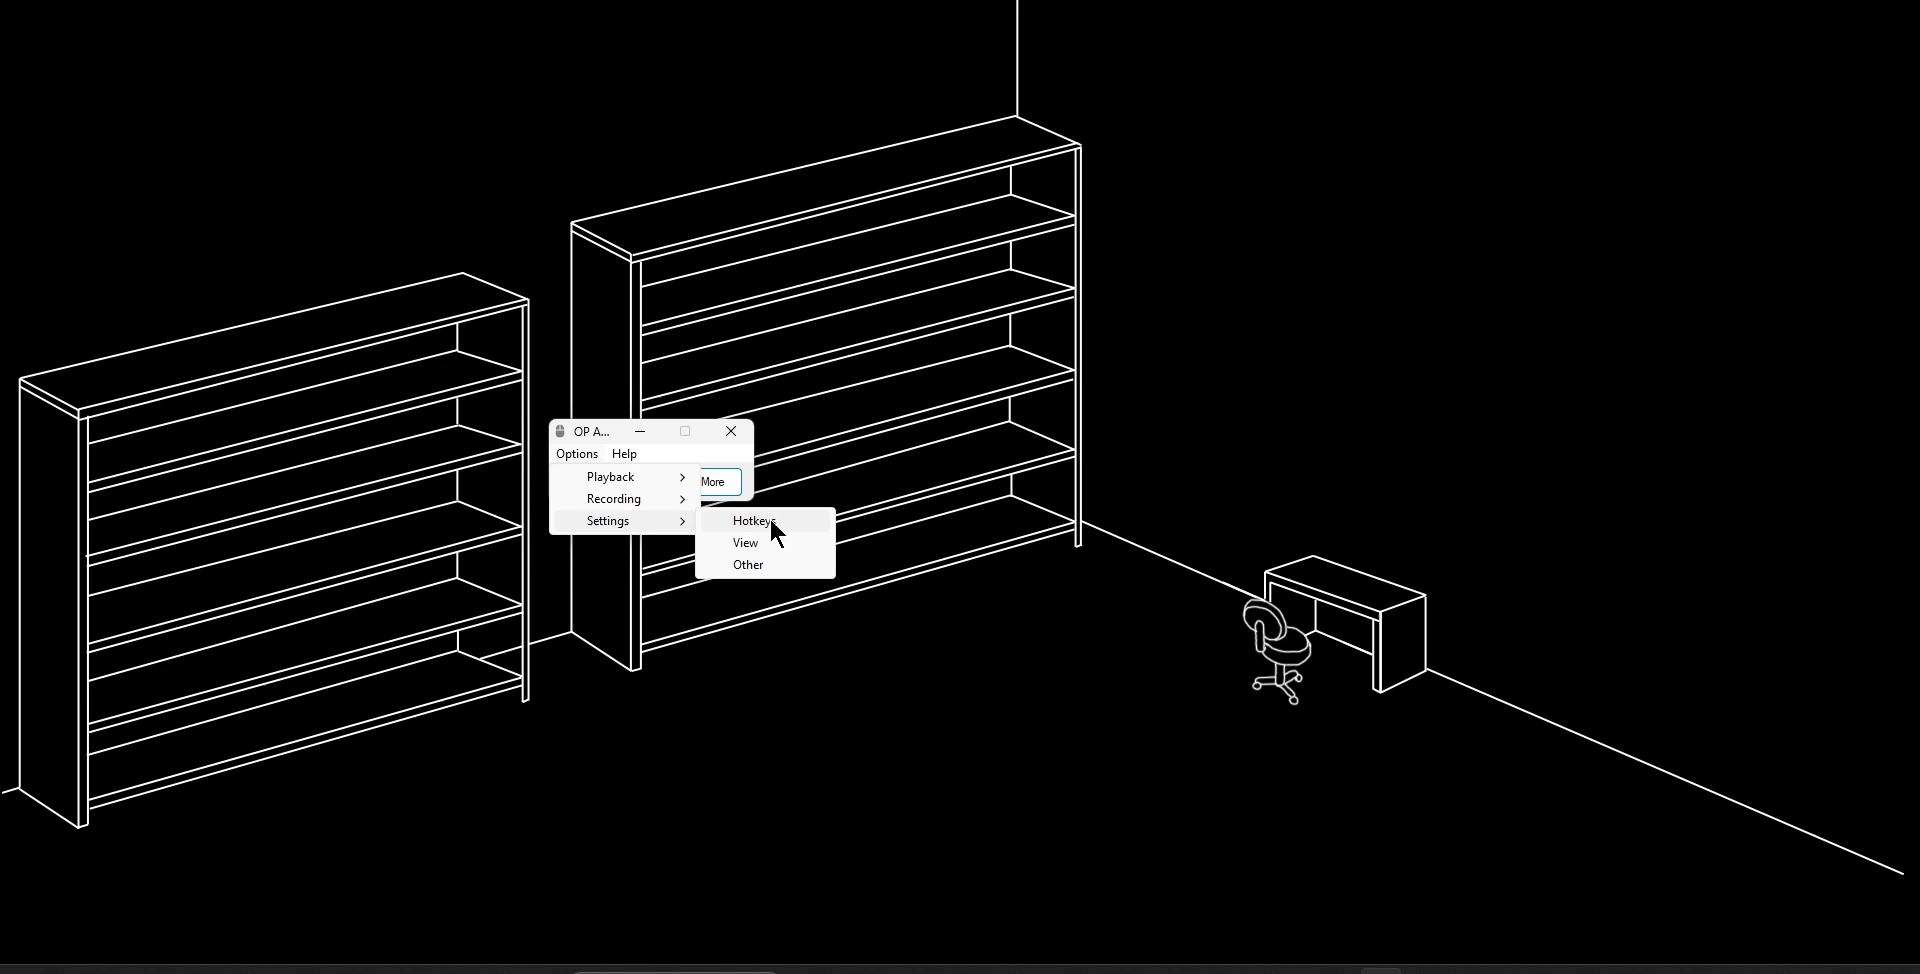 OP A...
Options Help
Playback
More
Recording
Settings
Hotkeys
View
Other